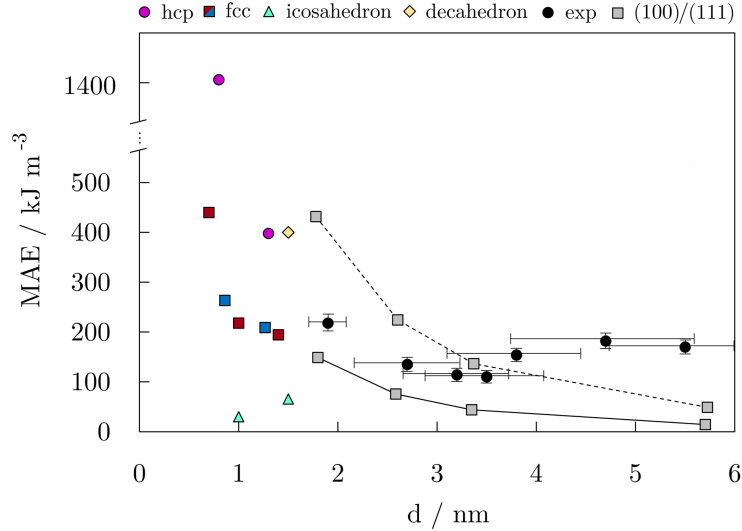 hcp fcc icosahedron decahedron exp (100)/(111)
1400
500
400
300
200
100
0
MAE / kJ m⁻³
0 1 2 3 4 5 6
d / nm